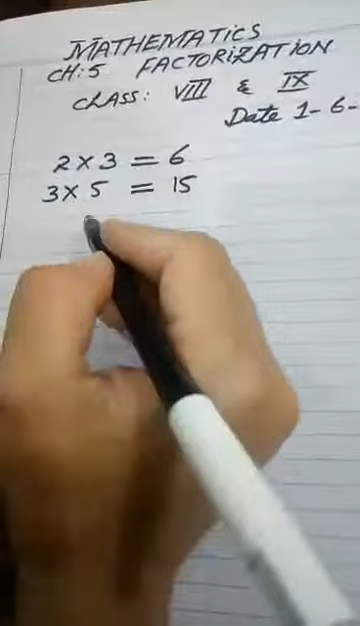 MATHEMATICS
CH: 5 FACTORIZATION
CLASS: VIII & IX
Date 1-6-
2 × 3 = 6
3 × 5 = 15